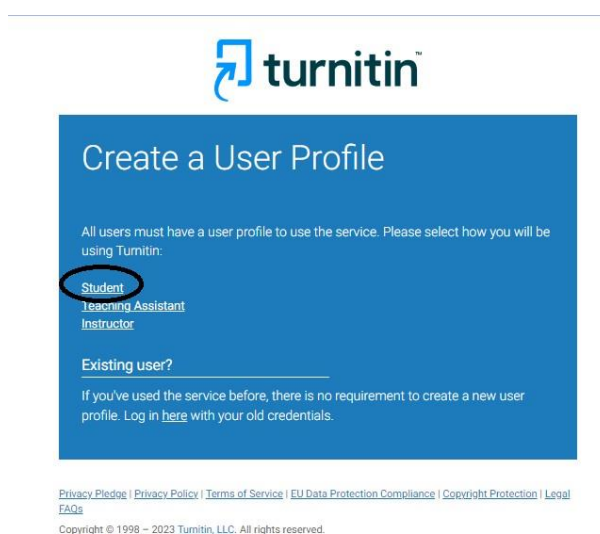 turnitin™
Create a User Profile
All users must have a user profile to use the service. Please select how you will be
using Turnitin:
Student
Teaching Assistant
Instructor
Existing user?
If you've used the service before, there is no requirement to create a new user
profile. Log in here with your old credentials.
Privacy Pledge | Privacy Policy | Terms of Service | EU Data Protection Compliance | Copyright Protection | Legal
FAQs
Copyright © 1998 – 2023 Turnitin, LLC. All rights reserved.